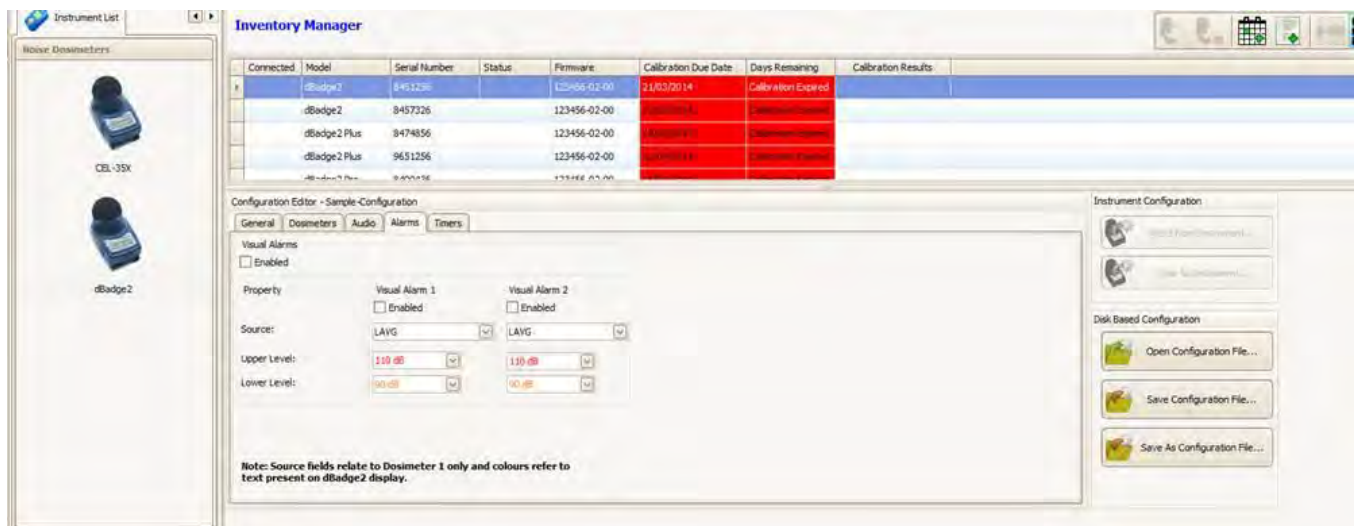 Instrument List
Inventory Manager
Noise Dosimeters
Connected Model Serial Number Status Firmware Calibration Due Date Days Remaining Calibration Results
dBadge2 8451256 123456-02-00 21/03/2014 Calibration Expired
dBadge2 8457326 123456-02-00 Calibration Expired
dBadge2 Plus 8474856 123456-02-00 Calibration Expired
dBadge2 Plus 9651256 123456-02-00 Calibration Expired
CEL-35X
dBadge2
Configuration Editor - Sample-Configuration
General Dosimeters Audio Alarms Timers
Visual Alarms
Enabled
Property Visual Alarm 1 Visual Alarm 2
Enabled Enabled
Source: LAVG LAVG
Upper Level: 110 dB 110 dB
Lower Level: 90 dB 90 dB
Note: Source fields relate to Dosimeter 1 only and colours refer to
text present on dBadge2 display.
Instrument Configuration
Disk Based Configuration
Open Configuration File...
Save Configuration File...
Save As Configuration File...